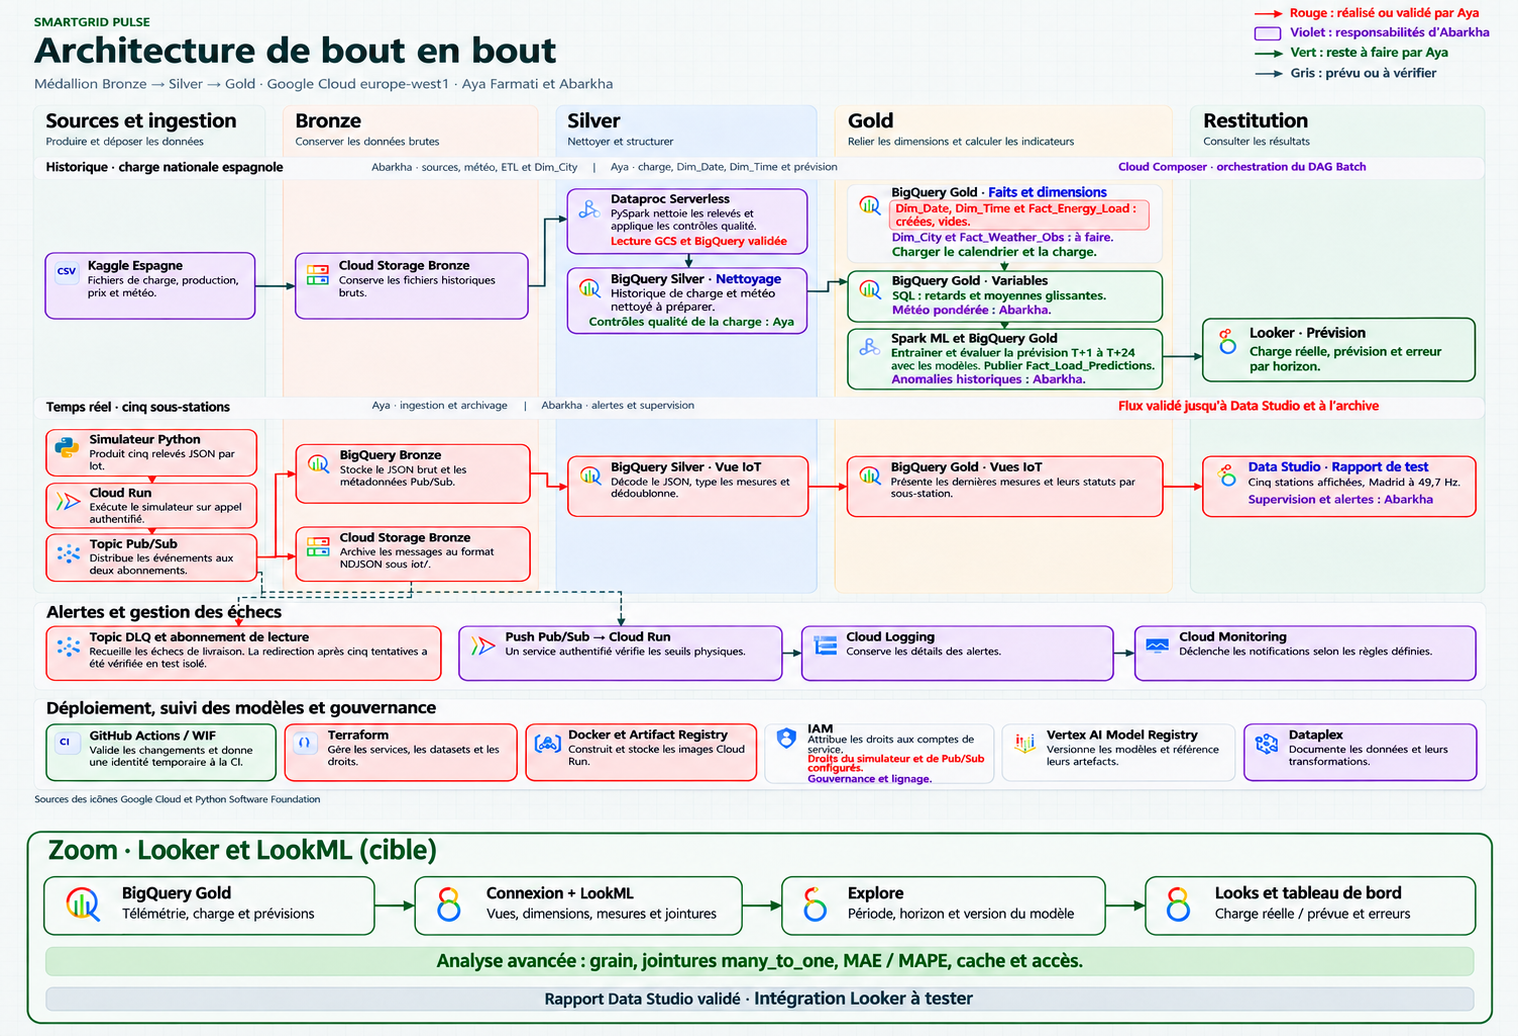 SMARTGRID PULSE
Architecture de bout en bout
Médallion Bronze → Silver → Gold · Google Cloud europe-west1 · Aya Farmati et Abarkha
Rouge : réalisé ou validé par Aya
Violet : responsabilités d'Abarkha
Vert : reste à faire par Aya
Gris : prévu ou à vérifier
Sources et ingestion
Produire et déposer les données
Bronze
Conserver les données brutes
Silver
Nettoyer et structurer
Gold
Relier les dimensions et calculer les indicateurs
Restitution
Consulter les résultats
Historique · charge nationale espagnole
Abarkha · sources, météo, ETL et Dim_City | Aya · charge, Dim_Date, Dim_Time et prévision
Cloud Composer · orchestration du DAG Batch
CSV
Kaggle Espagne
Fichiers de charge, production,
prix et météo.
Cloud Storage Bronze
Conserve les fichiers historiques
bruts.
Dataproc Serverless
PySpark nettoie les relevés et
applique les contrôles qualité.
Lecture GCS et BigQuery validée
BigQuery Silver · Nettoyage
Historique de charge et météo
nettoyé à préparer.
Contrôles qualité de la charge : Aya
BigQuery Gold · Faits et dimensions
Dim_Date, Dim_Time et Fact_Energy_Load :
créées, vides.
Dim_City et Fact_Weather_Obs : à faire.
Charger le calendrier et la charge.
BigQuery Gold · Variables
SQL : retards et moyennes glissantes.
Météo pondérée : Abarkha.
Spark ML et BigQuery Gold
Entrainer et évaluer la prévision T+1 à T+24
avec les modèles. Publier Fact_Load_Predictions.
Anomalies historiques : Abarkha.
Looker · Prévision
Charge réelle, prévision et erreur
par horizon.
Temps réel · cinq sous-stations
Aya · ingestion et archivage | Abarkha · alertes et supervision
Flux validé jusqu'à Data Studio et à l'archive
Simulateur Python
Produit cinq relevés JSON par
lot.
Cloud Run
Exécute le simulateur sur appel
authentifié.
Topic Pub/Sub
Distribue les événements aux
deux abonnements.
BigQuery Bronze
Stocke le JSON brut et les
métadonnées Pub/Sub.
Cloud Storage Bronze
Archive les messages au format
NDJSON sous iot/.
BigQuery Silver · Vue IoT
Décode le JSON, type les mesures et
dédoublonne.
BigQuery Gold · Vues IoT
Présente les dernières mesures et leurs statuts par
sous-station.
Data Studio · Rapport de test
Cinq stations affichées, Madrid à 49,7 Hz.
Supervision et alertes : Abarkha
Alertes et gestion des échecs
Topic DLQ et abonnement de lecture
Recueille les échecs de livraison. La redirection après cinq tentatives a
été vérifiée en test isolé.
Push Pub/Sub → Cloud Run
Un service authentifié vérifie les seuils physiques.
Cloud Logging
Conserve les détails des alertes.
Cloud Monitoring
Déclenche les notifications selon les règles définies.
Déploiement, suivi des modèles et gouvernance
CI
GitHub Actions / WIF
Valide les changements et donne
une identité temporaire à la CI.
Terraform
Gère les services, les datasets et les
droits.
Docker et Artifact Registry
Construit et stocke les images Cloud
Run.
IAM
Attribue les droits aux comptes de
service.
Droits du simulateur et de Pub/Sub
configurés.
Gouvernance et lignage.
Vertex AI Model Registry
Versionne les modèles et référence
leurs artefacts.
Dataplex
Documente les données et leurs
transformations.
Sources des icônes Google Cloud et Python Software Foundation
Zoom · Looker et LookML (cible)
BigQuery Gold
Télémétrie, charge et prévisions
Connexion + LookML
Vues, dimensions, mesures et jointures
Explore
Période, horizon et version du modèle
Looks et tableau de bord
Charge réelle / prévue et erreurs
Analyse avancée : grain, jointures many_to_one, MAE / MAPE, cache et accès.
Rapport Data Studio validé · Intégration Looker à tester